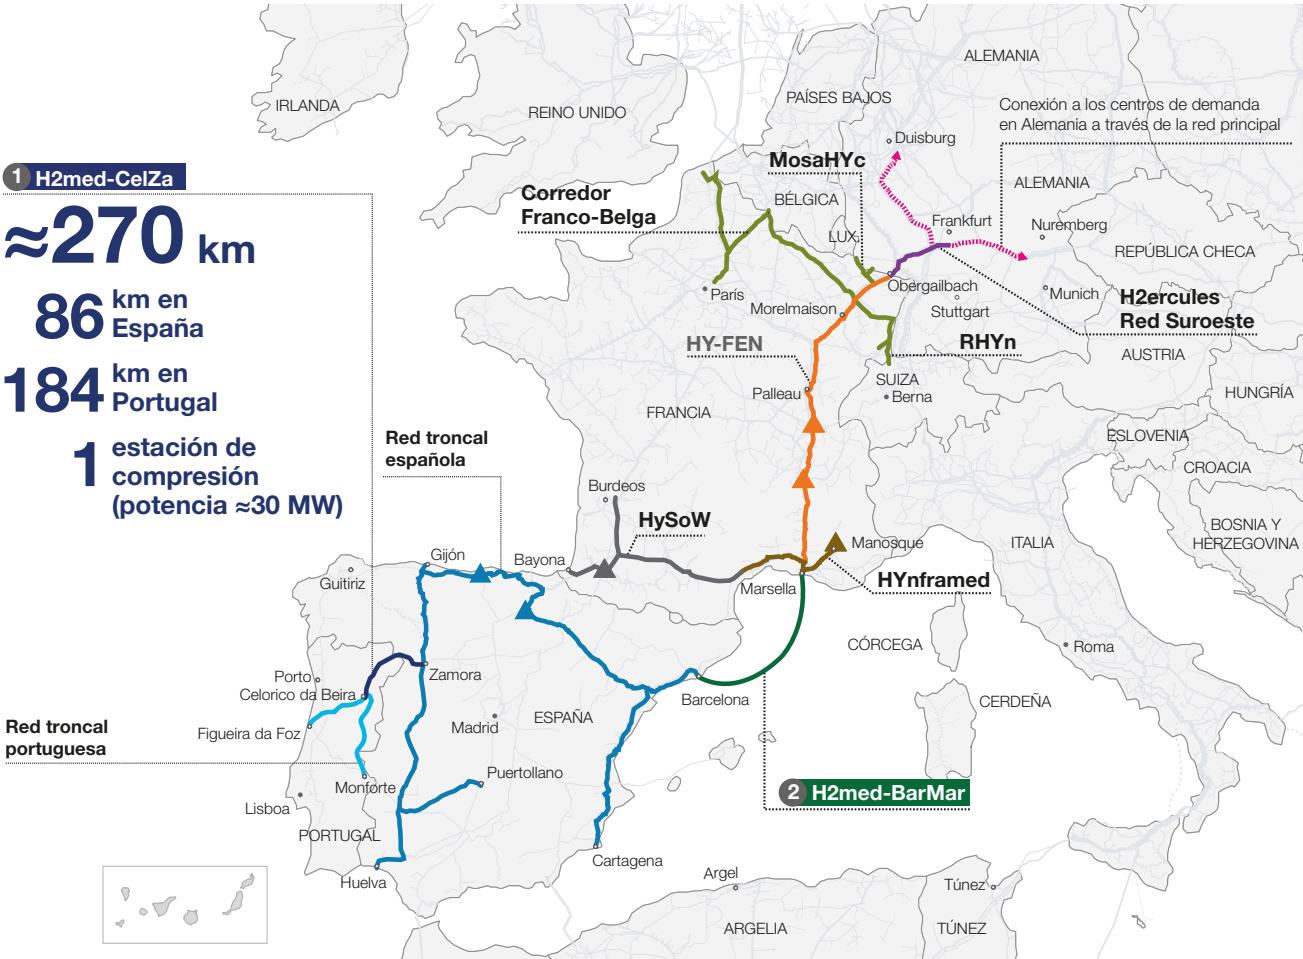 ALEMANIA
IRLANDA
REINO UNIDO
PAÍSES BAJOS
Conexión a los centros de demanda
en Alemania a través de la red principal
Duisburg
MosaHYc
1 H2med-CelZa
≈270 km
86 km en
España
184 km en
Portugal
1 estación de
compresión
(potencia ≈30 MW)
Corredor
Franco-Belga
BÉLGICA
ALEMANIA
LUX.
Frankfurt
Nuremberg
REPÚBLICA CHECA
París
Obergailbach
Munich
Morelmaison
Stuttgart
H2ercules
Red Suroeste
HY-FEN
RHYn
AUSTRIA
SUIZA
Berna
Palleau
HUNGRÍA
FRANCIA
ESLOVENIA
CROACIA
Red troncal
española
Burdeos
HySoW
BOSNIA Y
HERZEGOVINA
Manosque
ITALIA
Gijón
Bayona
Guitiriz
Marsella
HYnframed
CÓRCEGA
Roma
Porto
Zamora
Celorico da Beira
Barcelona
CERDEÑA
Red troncal
portuguesa
Figueira da Foz
Madrid
ESPAÑA
Puertollano
Monforte
2 H2med-BarMar
Lisboa
PORTUGAL
Cartagena
Huelva
Argel
Túnez
ARGELIA
TÚNEZ